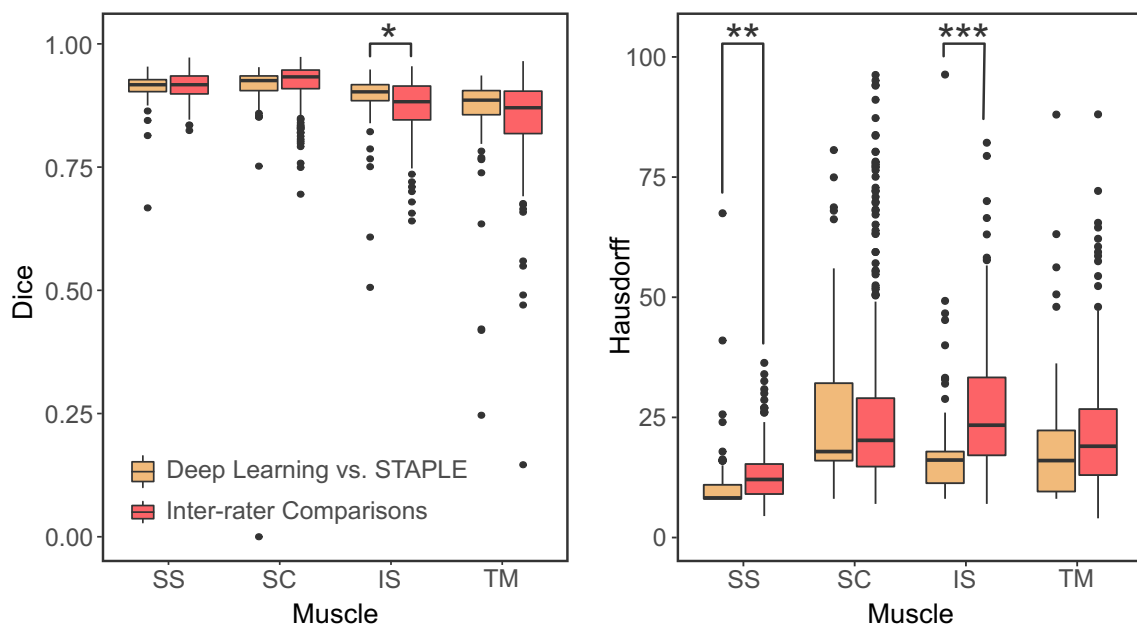 *
1.00
0.75
0.50
0.25
0.00
Dice
Deep Learning vs. STAPLE
Inter-rater Comparisons
SS SC IS TM
Muscle
** ***
100
75
50
25
0
Hausdorff
SS SC IS TM
Muscle